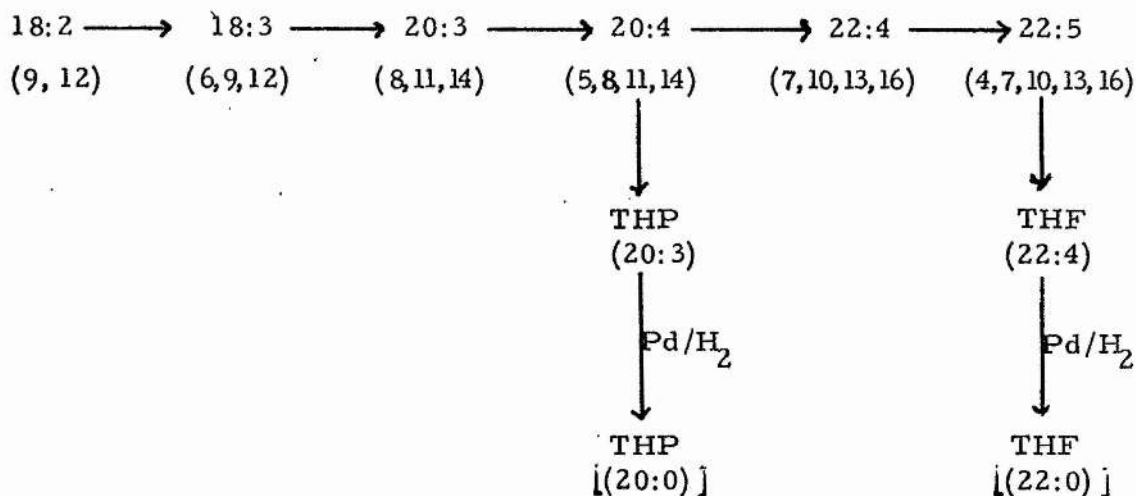 18:2 → 18:3 → 20:3 → 20:4 → 22:4 → 22:5
(9, 12) (6,9,12) (8,11,14) (5,8,11,14) (7,10,13,16) (4,7,10,13,16)
THP THF
(20:3) (22:4)
Pd/H₂ Pd/H₂
THP THF
[(20:0)] [(22:0)]